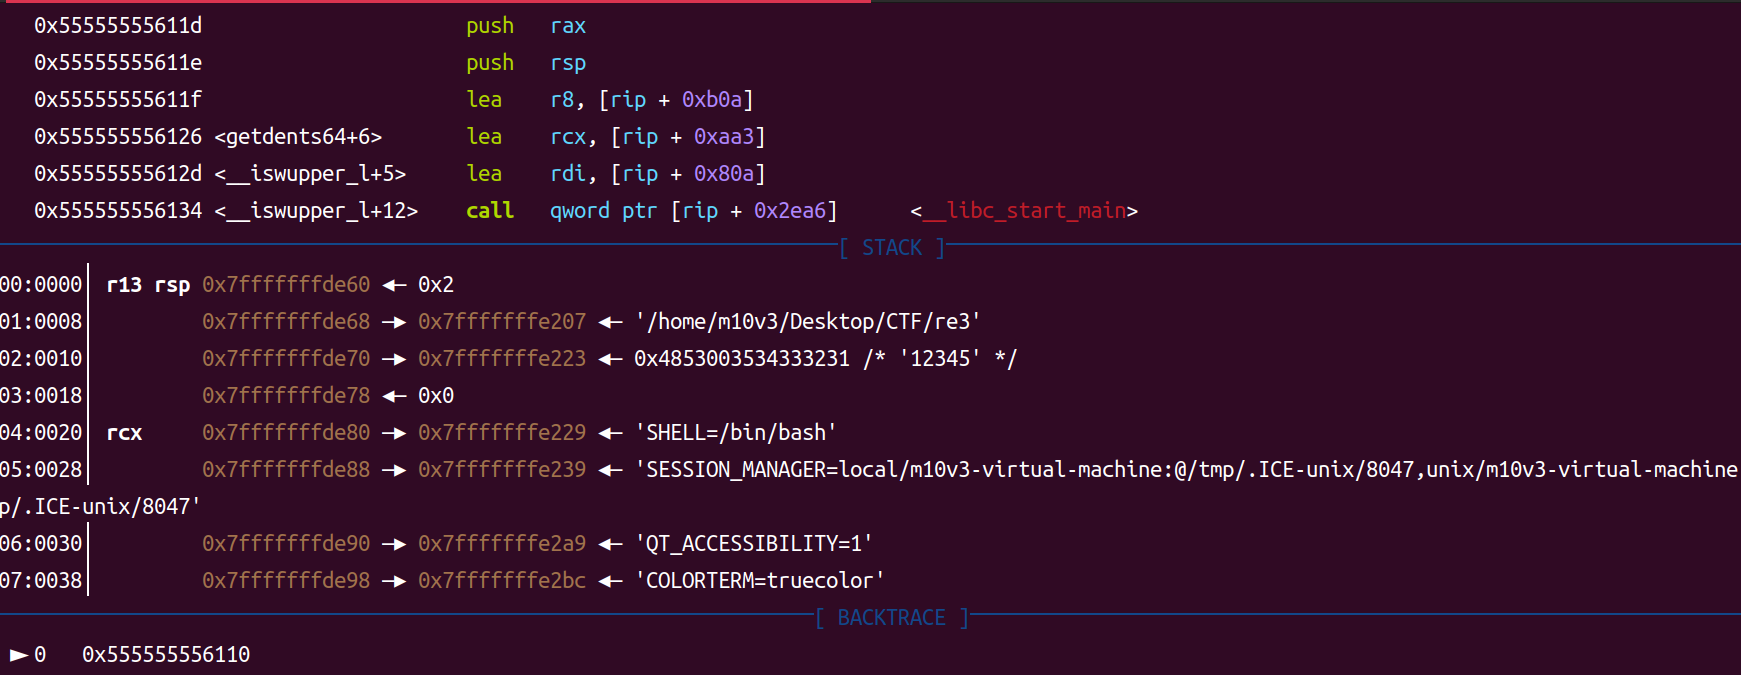 0x55555555611d push rax
0x55555555611e push rsp
0x55555555611f lea r8, [rip + 0xb0a]
0x555555556126 <getdents64+6> lea rcx, [rip + 0xaa3]
0x55555555612d <__iswupper_l+5> lea rdi, [rip + 0x80a]
0x555555556134 <__iswupper_l+12> call qword ptr [rip + 0x2ea6] <__libc_start_main>
[ STACK ]
00:0000│ r13 rsp 0x7fffffffde60 ◂— 0x2
01:0008│ 0x7fffffffde68 —▸ 0x7fffffffe207 ◂— '/home/m10v3/Desktop/CTF/re3'
02:0010│ 0x7fffffffde70 —▸ 0x7fffffffe223 ◂— 0x4853003534333231 /* '12345' */
03:0018│ 0x7fffffffde78 ◂— 0x0
04:0020│ rcx 0x7fffffffde80 —▸ 0x7fffffffe229 ◂— 'SHELL=/bin/bash'
05:0028│ 0x7fffffffde88 —▸ 0x7fffffffe239 ◂— 'SESSION_MANAGER=local/m10v3-virtual-machine:@/tmp/.ICE-unix/8047,unix/m10v3-virtual-machine
p/.ICE-unix/8047'
06:0030│ 0x7fffffffde90 —▸ 0x7fffffffe2a9 ◂— 'QT_ACCESSIBILITY=1'
07:0038│ 0x7fffffffde98 —▸ 0x7fffffffe2bc ◂— 'COLORTERM=truecolor'
[ BACKTRACE ]
► 0 0x555555556110